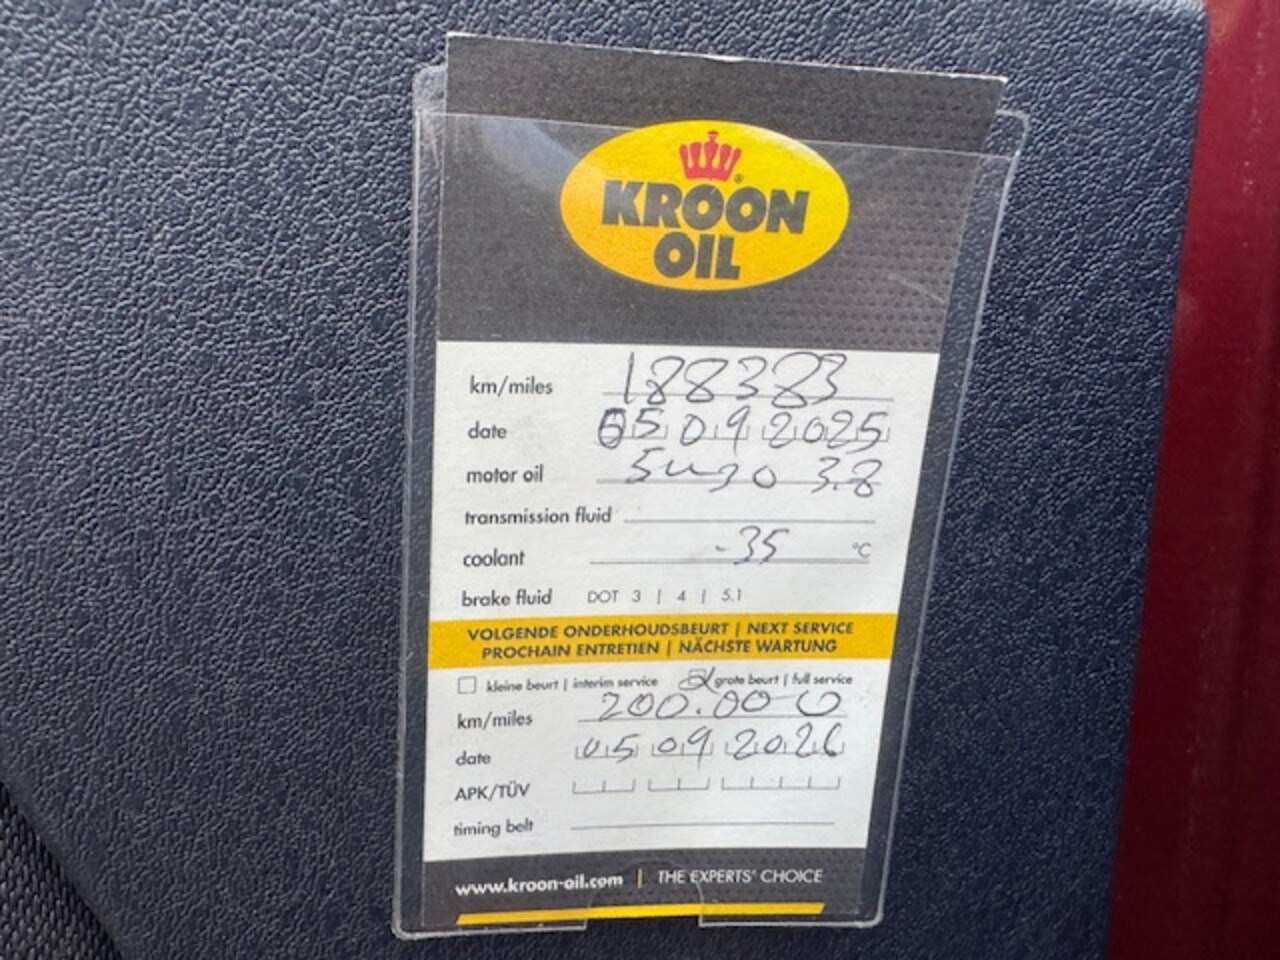 KROON
OIL
km/miles 188383
date 05 09 2025
motor oil 5w30 3.8
transmission fluid
coolant -35 °C
brake fluid DOT 3 | 4 | 5.1
VOLGENDE ONDERHOUDSBEURT | NEXT SERVICE
PROCHAIN ENTRETIEN | NÄCHSTE WARTUNG
kleine beurt | interim service grote beurt | full service
km/miles 200.000
date 05 09 2026
APK/TÜV
timing belt
www.kroon-oil.com | THE EXPERTS' CHOICE